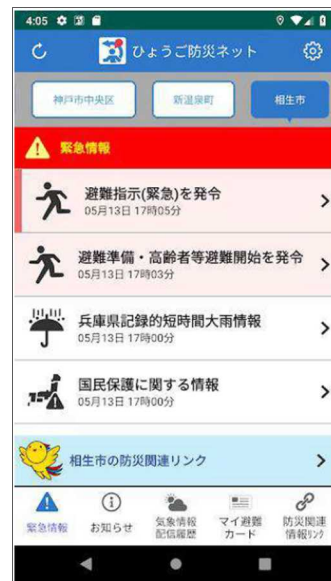 4:05
ひょうご防災ネット
神戸市中央区
新温泉町
相生市
緊急情報
避難指示(緊急)を発令
05月13日 17時05分
避難準備・高齢者等避難開始を発令
05月13日 17時03分
兵庫県記録的短時間大雨情報
05月13日 17時00分
国民保護に関する情報
05月13日 17時00分
相生市の防災関連リンク
緊急情報
お知らせ
気象情報
配信履歴
マイ避難
カード
防災関連
情報リンク